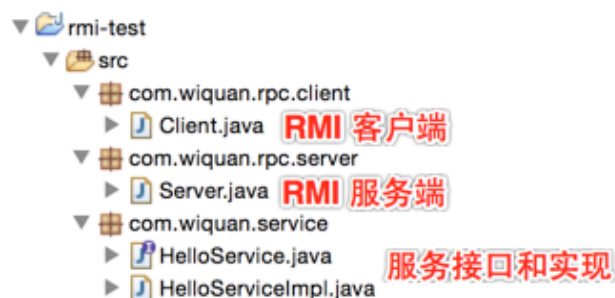 rmi-test
src
com.wiquan.rpc.client
Client.java RMI 客户端
com.wiquan.rpc.server
Server.java RMI 服务端
com.wiquan.service
HelloService.java
服务接口和实现
HelloServiceImpl.java